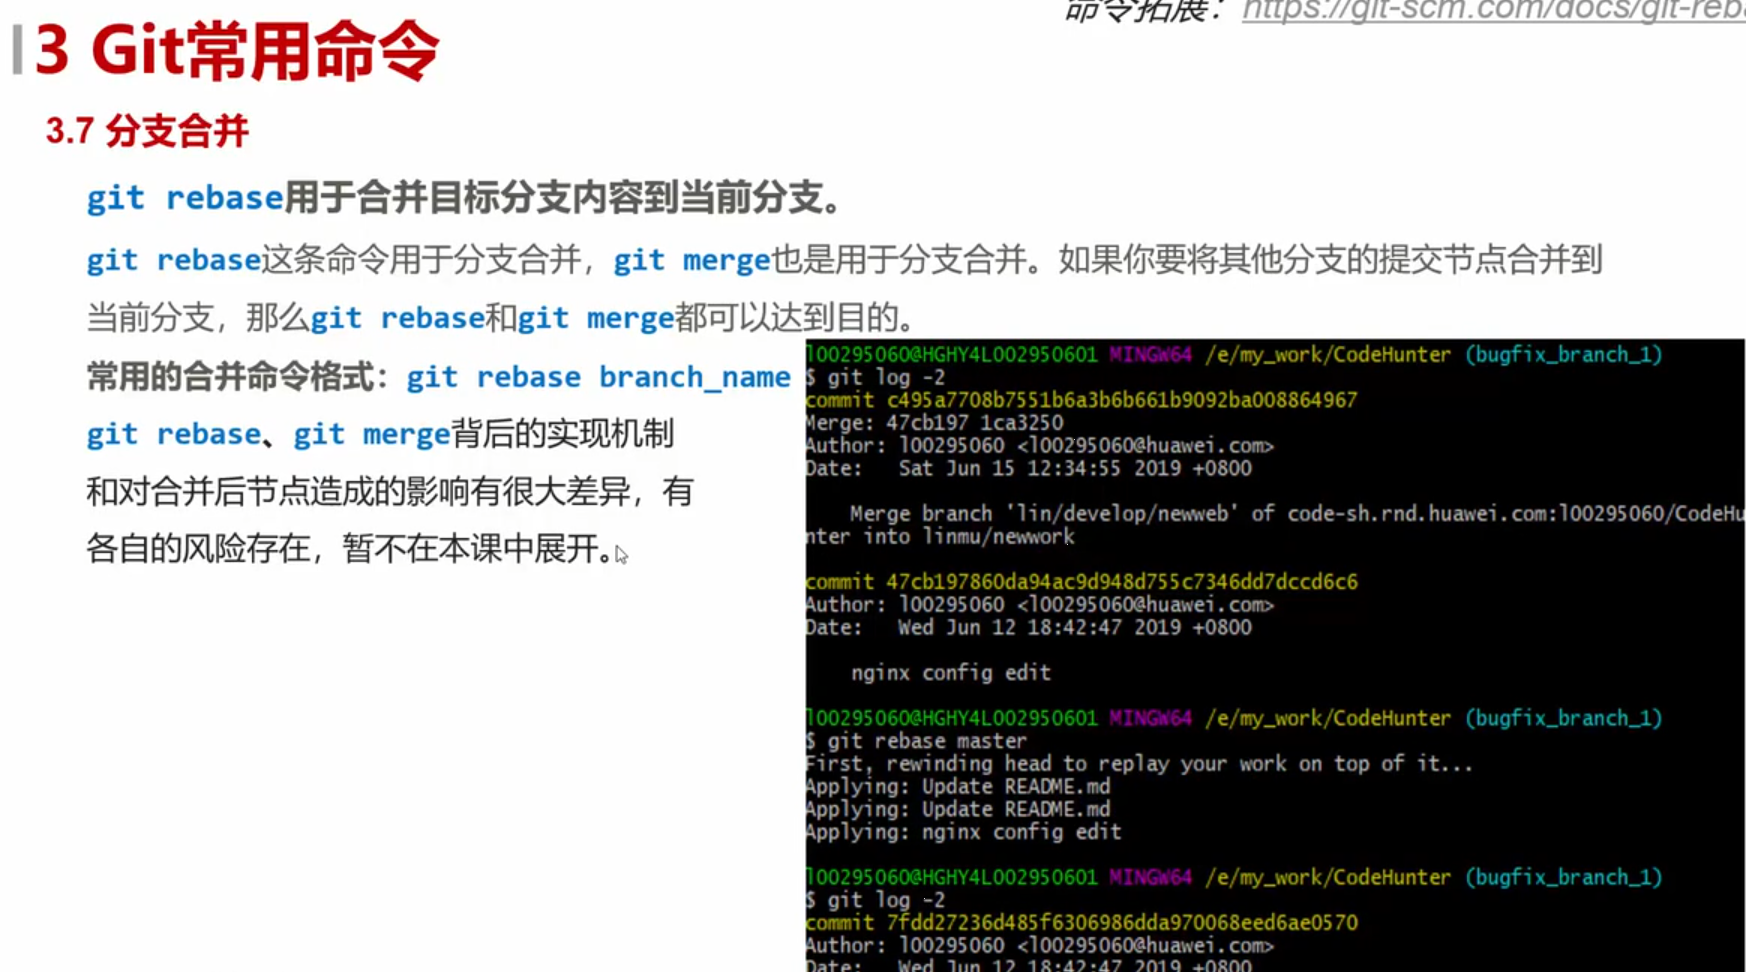 命令拓展：https://git-scm.com/docs/git-reba
3 Git常用命令
3.7 分支合并
git rebase用于合并目标分支内容到当前分支。
git rebase这条命令用于分支合并，git merge也是用于分支合并。如果你要将其他分支的提交节点合并到
当前分支，那么git rebase和git merge都可以达到目的。
常用的合并命令格式：git rebase branch_name
git rebase、git merge背后的实现机制
和对合并后节点造成的影响有很大差异，有
各自的风险存在，暂不在本课中展开。
l00295060@HGHY4L002950601 MINGW64 /e/my_work/CodeHunter (bugfix_branch_1)
$ git log -2
commit c495a7708b7551b6a3b6b661b9092ba008864967
Merge: 47cb197 1ca3250
Author: l00295060 <l00295060@huawei.com>
Date:   Sat Jun 15 12:34:55 2019 +0800
Merge branch 'lin/develop/newweb' of code-sh.rnd.huawei.com:l00295060/CodeHu
nter into linmu/newwork
commit 47cb197860da94ac9d948d755c7346dd7dccd6c6
Author: l00295060 <l00295060@huawei.com>
Date:   Wed Jun 12 18:42:47 2019 +0800
nginx config edit
l00295060@HGHY4L002950601 MINGW64 /e/my_work/CodeHunter (bugfix_branch_1)
$ git rebase master
First, rewinding head to replay your work on top of it...
Applying: Update README.md
Applying: Update README.md
Applying: nginx config edit
l00295060@HGHY4L002950601 MINGW64 /e/my_work/CodeHunter (bugfix_branch_1)
$ git log -2
commit 7fdd27236d485f6306986dda970068eed6ae0570
Author: l00295060 <l00295060@huawei.com>
Date:   Wed Jun 12 18:42:47 2019 +0800